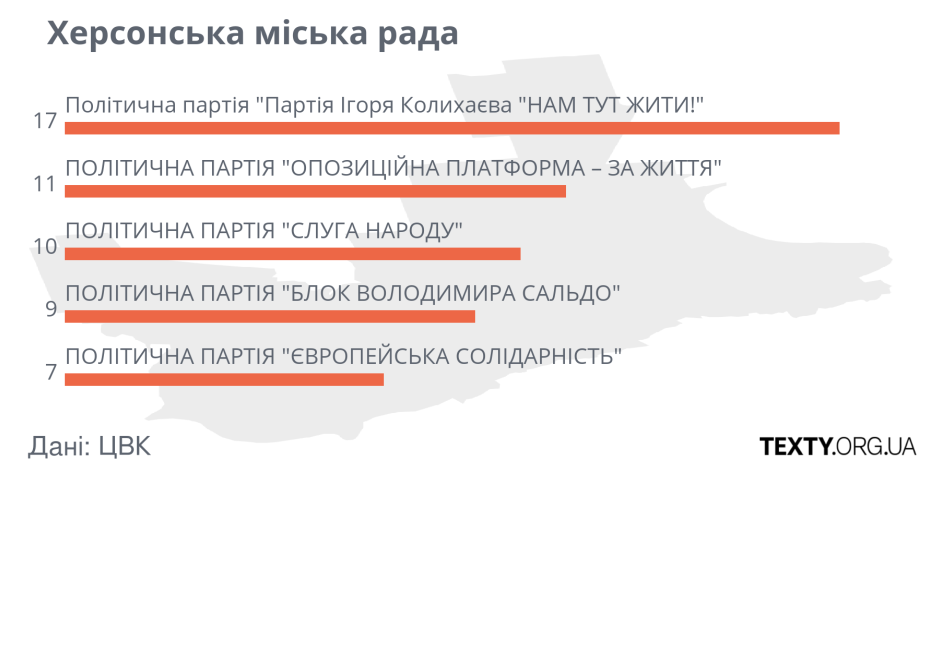 Херсонська міська рада
Політична партія "Партія Ігоря Колихаєва "НАМ ТУТ ЖИТИ!"
17
ПОЛІТИЧНА ПАРТІЯ "ОПОЗИЦІЙНА ПЛАТФОРМА – ЗА ЖИТТЯ"
11
ПОЛІТИЧНА ПАРТІЯ "СЛУГА НАРОДУ"
10
ПОЛІТИЧНА ПАРТІЯ "БЛОК ВОЛОДИМИРА САЛЬДО"
9
ПОЛІТИЧНА ПАРТІЯ "ЄВРОПЕЙСЬКА СОЛІДАРНІСТЬ"
7
Дані: ЦВК
TEXTY.ORG.UA